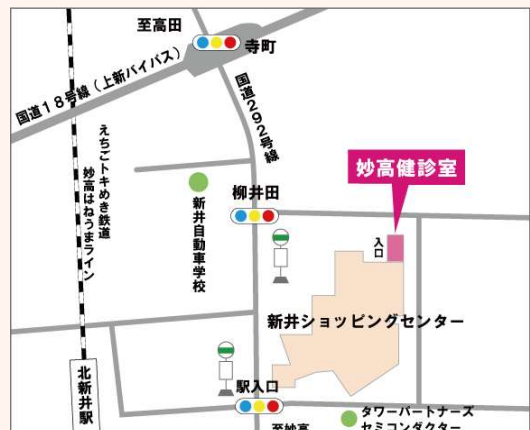 至高田
寺町
国道18号線(上新バイパス)
国道292号線
えちごトキめき鉄道
妙高はねうまライン
新井自動車学校
柳井田
妙高健診室
入口
新井ショッピングセンター
北新井駅
駅入口
至妙高
タワーパートナーズ
セミコンダクター